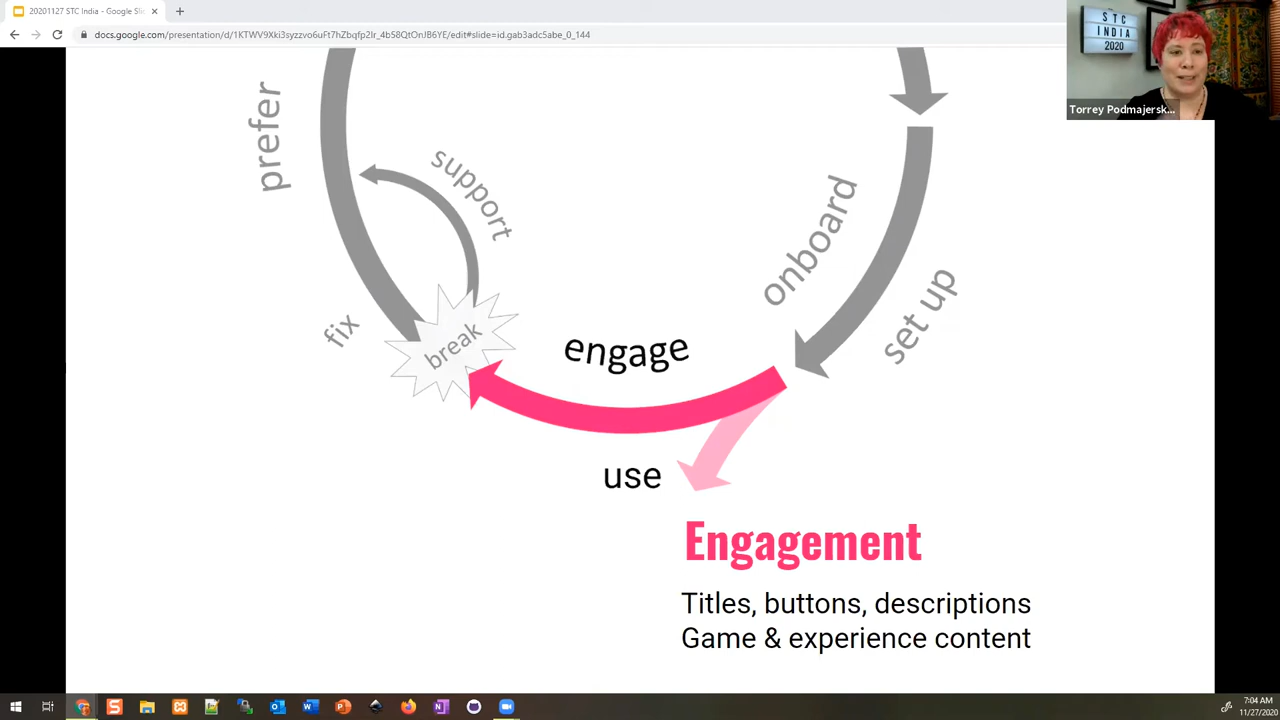 20201127 STC India - Google Sli
docs.google.com/presentation/d/1KTWV9Xki3syzzvo6uFt7hZbqfp2Ir_4b58QtOnJB6YE/edit#slide=id.gab3adc5abe_0_144
STC
INDIA
2020
Torrey Podmajersk...
prefer
support
onboard
set up
fix
break
engage
use
Engagement
Titles, buttons, descriptions
Game & experience content
7:04 AM
11/27/2020